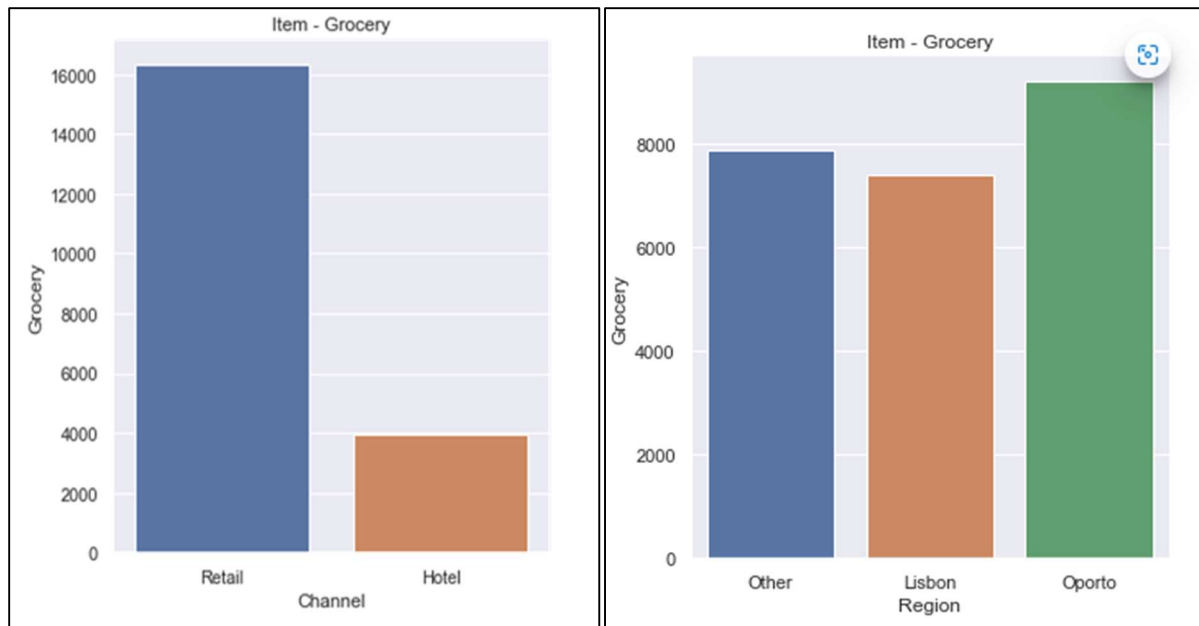 Item - Grocery
16000
14000
12000
10000
8000
6000
4000
2000
0
Grocery
Retail Hotel
Channel
Item - Grocery
8000
6000
4000
2000
0
Grocery
Other Lisbon Oporto
Region